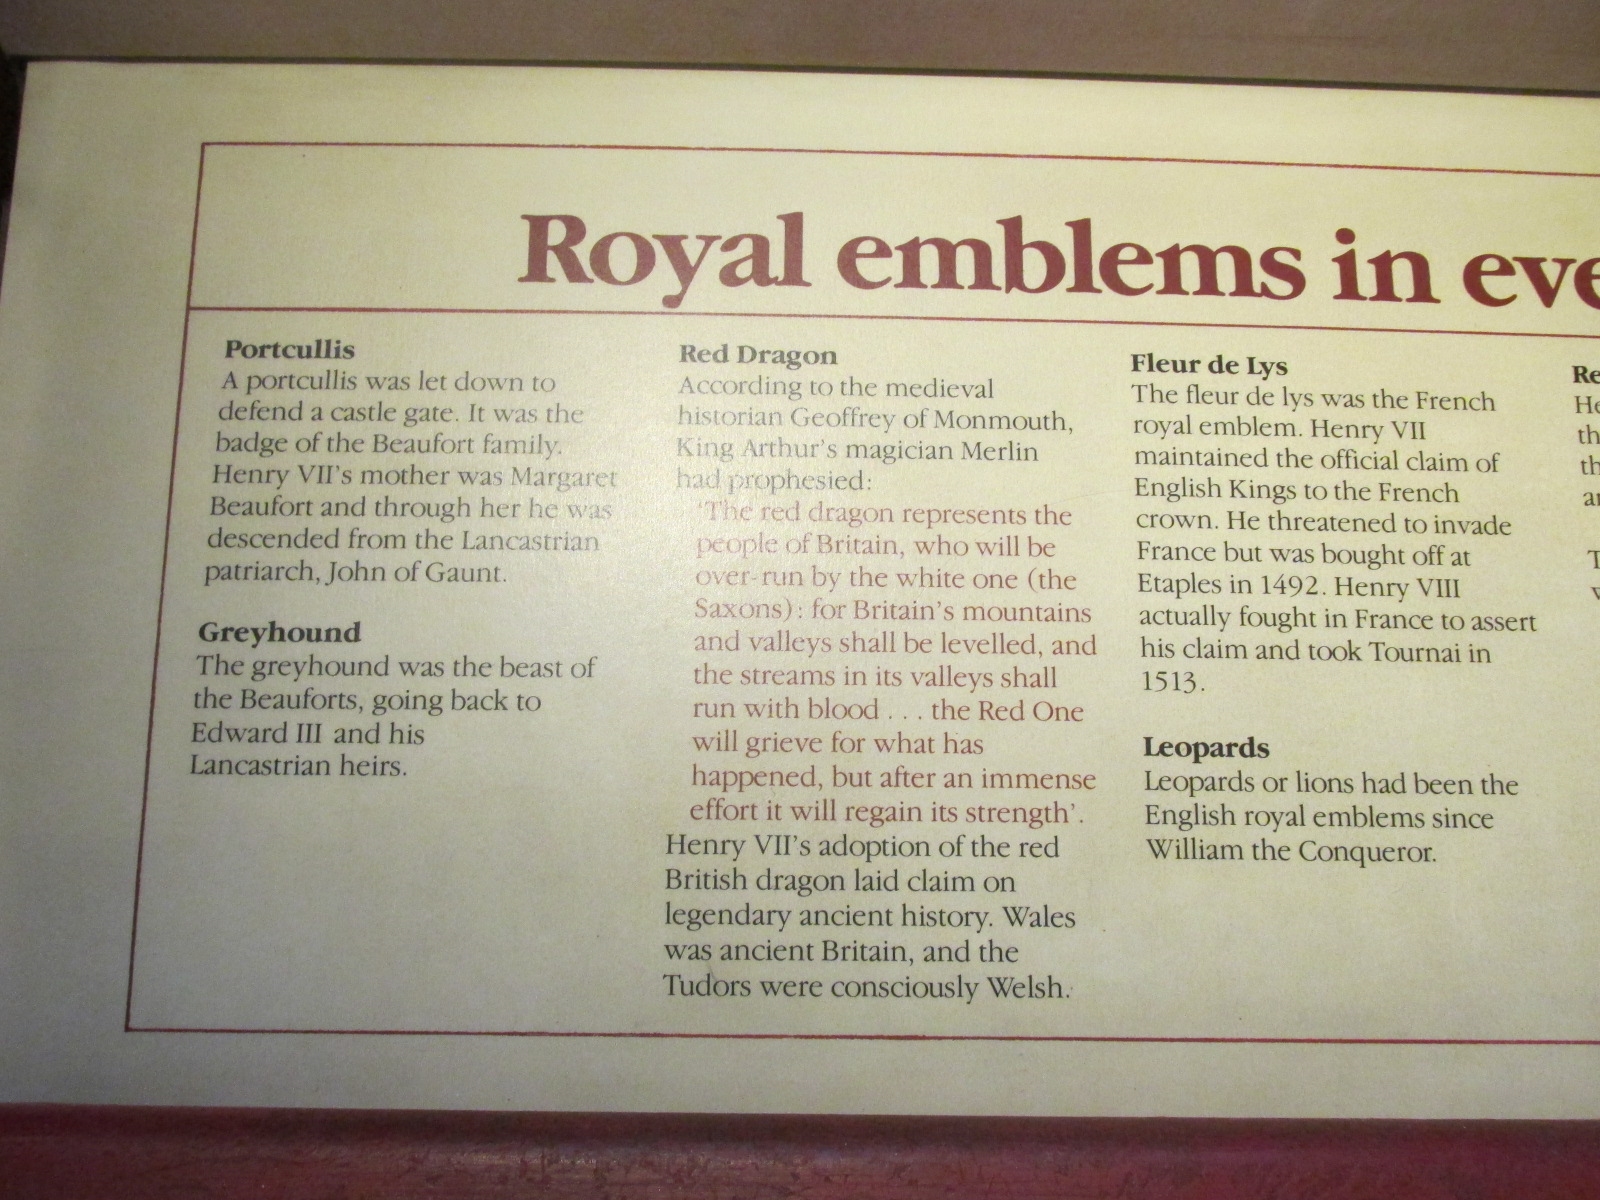 Royal emblems in eve
Portcullis
A portcullis was let down to
defend a castle gate. It was the
badge of the Beaufort family.
Henry VII's mother was Margaret
Beaufort and through her he was
descended from the Lancastrian
patriarch, John of Gaunt.
Greyhound
The greyhound was the beast of
the Beauforts, going back to
Edward III and his
Lancastrian heirs.
Red Dragon
According to the medieval
historian Geoffrey of Monmouth,
King Arthur's magician Merlin
had prophesied:
'The red dragon represents the
people of Britain, who will be
over-run by the white one (the
Saxons): for Britain's mountains
and valleys shall be levelled, and
the streams in its valleys shall
run with blood . . . the Red One
will grieve for what has
happened, but after an immense
effort it will regain its strength'.
Henry VII's adoption of the red
British dragon laid claim on
legendary ancient history. Wales
was ancient Britain, and the
Tudors were consciously Welsh.
Fleur de Lys
The fleur de lys was the French
royal emblem. Henry VII
maintained the official claim of
English Kings to the French
crown. He threatened to invade
France but was bought off at
Etaples in 1492. Henry VIII
actually fought in France to assert
his claim and took Tournai in
1513.
Leopards
Leopards or lions had been the
English royal emblems since
William the Conqueror.
Re
He
th
th
an
T